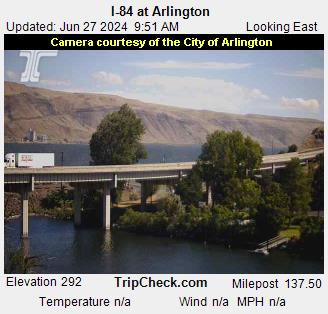 I-84 at Arlington
Updated: Jun 27 2024 9:51 AM Looking East
Camera courtesy of the City of Arlington
Elevation 292 TripCheck.com Milepost 137.50
Temperature n/a Wind n/a MPH n/a